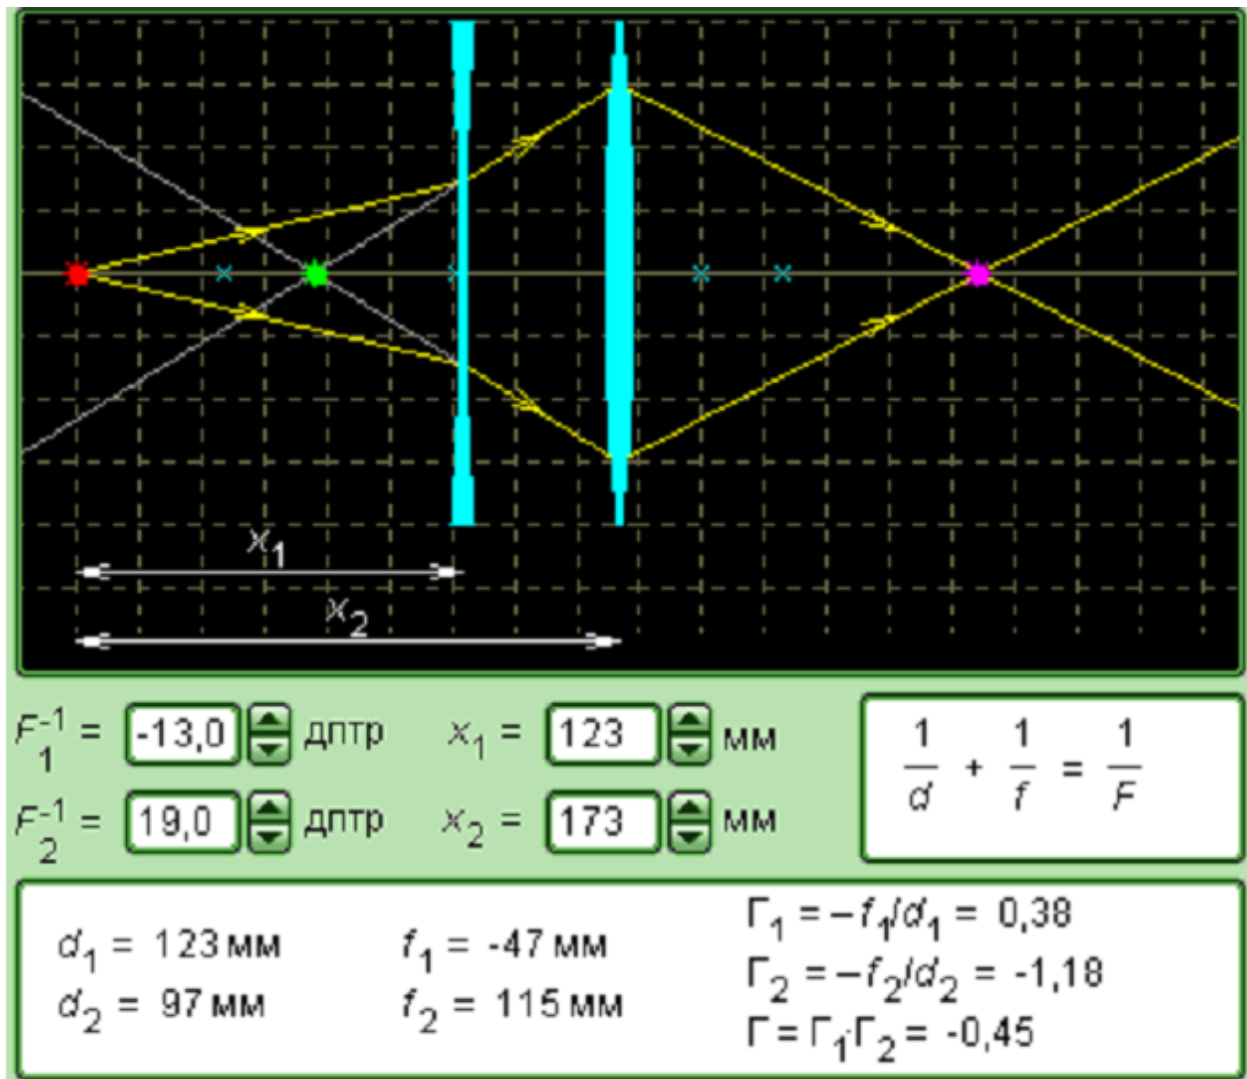 x₁
x₂
F₁⁻¹ = -13,0 дптр x₁ = 123 мм
F₂⁻¹ = 19,0 дптр x₂ = 173 мм
1/d + 1/f = 1/F
d₁ = 123 мм f₁ = -47 мм Γ₁ = –f₁/d₁ = 0,38
d₂ = 97 мм f₂ = 115 мм Γ₂ = –f₂/d₂ = -1,18
Γ = Γ₁·Γ₂ = -0,45